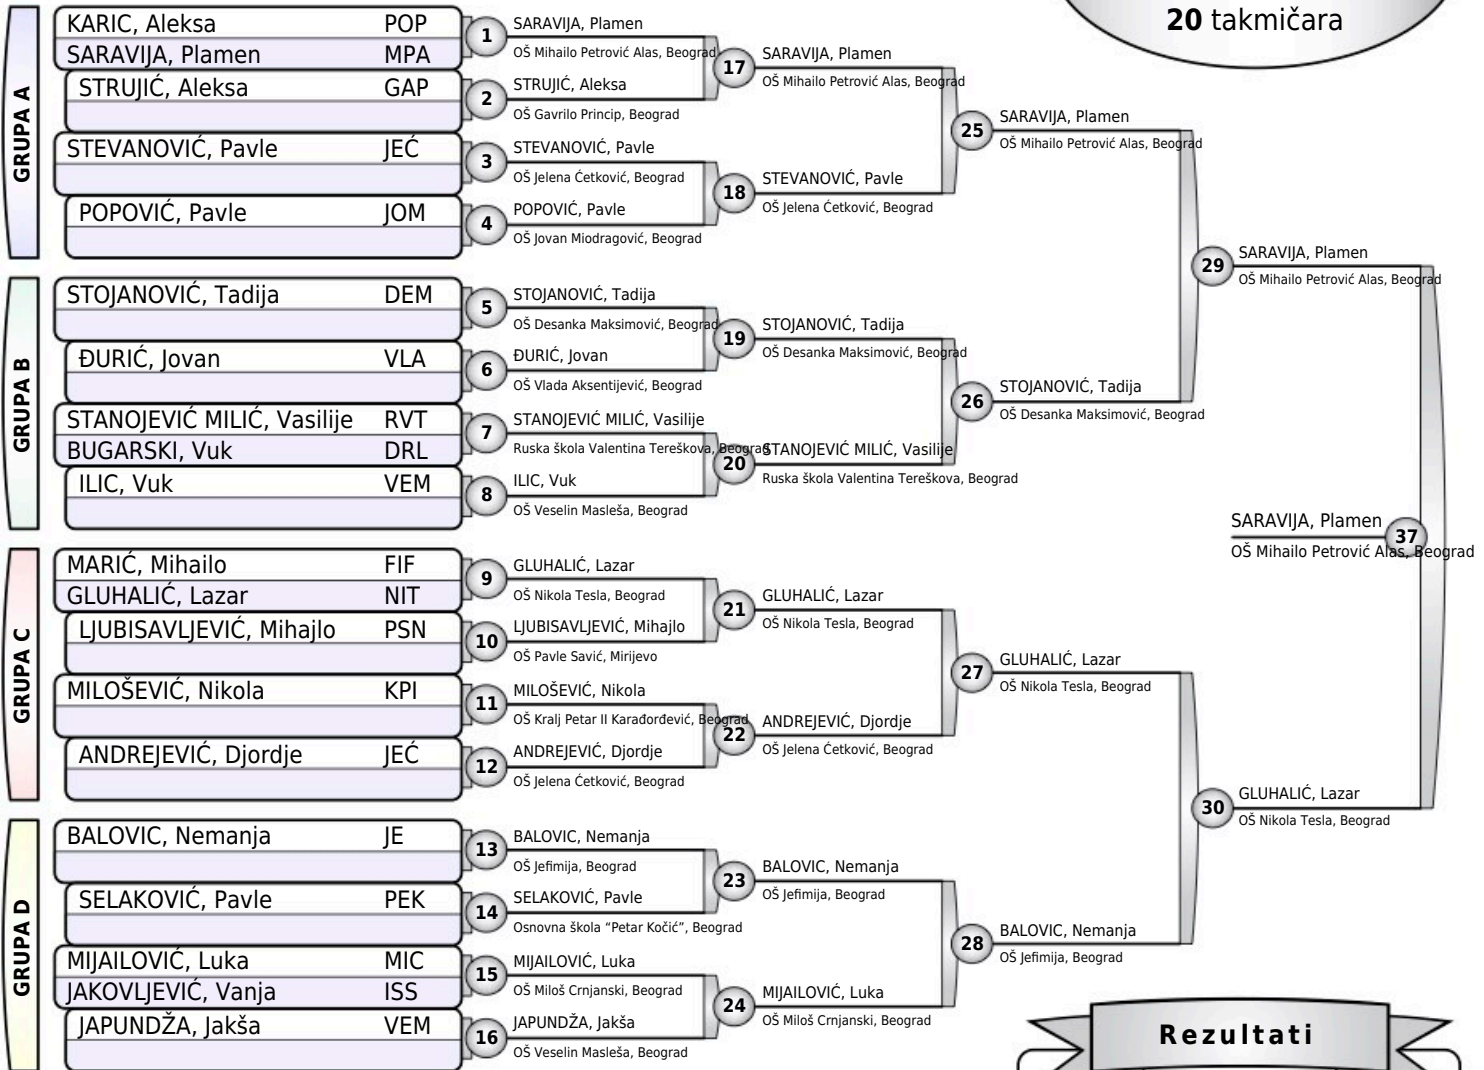 20 takmičara
GRUPA A
KARIC, Aleksa POP
SARAVIJA, Plamen MPA
STRUJIĆ, Aleksa GAP
STEVANOVIĆ, Pavle JEĆ
POPOVIĆ, Pavle JOM
GRUPA B
STOJANOVIĆ, Tadija DEM
ĐURIĆ, Jovan VLA
STANOJEVIĆ MILIĆ, Vasilije RVT
BUGARSKI, Vuk DRL
ILIC, Vuk VEM
GRUPA C
MARIĆ, Mihailo FIF
GLUHALIĆ, Lazar NIT
LJUBISAVLJEVIĆ, Mihajlo PSN
MILOŠEVIĆ, Nikola KPI
ANDREJEVIĆ, Djordje JEĆ
GRUPA D
BALOVIC, Nemanja JE
SELAKOVIĆ, Pavle PEK
MIJAILOVIĆ, Luka MIC
JAKOVLJEVIĆ, Vanja ISS
JAPUNDŽA, Jakša VEM
1 SARAVIJA, Plamen
OŠ Mihailo Petrović Alas, Beograd
2 STRUJIĆ, Aleksa
OŠ Gavrilo Princip, Beograd
3 STEVANOVIĆ, Pavle
OŠ Jelena Ćetković, Beograd
4 POPOVIĆ, Pavle
OŠ Jovan Miodragović, Beograd
5 STOJANOVIĆ, Tadija
OŠ Desanka Maksimović, Beograd
6 ĐURIĆ, Jovan
OŠ Vlada Aksentijević, Beograd
7 STANOJEVIĆ MILIĆ, Vasilije
Ruska škola Valentina Tereškova, Beograd
8 ILIC, Vuk
OŠ Veselin Masleša, Beograd
9 GLUHALIĆ, Lazar
OŠ Nikola Tesla, Beograd
10 LJUBISAVLJEVIĆ, Mihajlo
OŠ Pavle Savić, Mirijevo
11 MILOŠEVIĆ, Nikola
OŠ Kralj Petar II Karađorđević, Beograd
12 ANDREJEVIĆ, Djordje
OŠ Jelena Ćetković, Beograd
13 BALOVIC, Nemanja
OŠ Jefimija, Beograd
14 SELAKOVIĆ, Pavle
Osnovna škola “Petar Kočić”, Beograd
15 MIJAILOVIĆ, Luka
OŠ Miloš Crnjanski, Beograd
16 JAPUNDŽA, Jakša
OŠ Veselin Masleša, Beograd
17 SARAVIJA, Plamen
OŠ Mihailo Petrović Alas, Beograd
18 STEVANOVIĆ, Pavle
OŠ Jelena Ćetković, Beograd
19 STOJANOVIĆ, Tadija
OŠ Desanka Maksimović, Beograd
20 STANOJEVIĆ MILIĆ, Vasilije
Ruska škola Valentina Tereškova, Beograd
21 GLUHALIĆ, Lazar
OŠ Nikola Tesla, Beograd
22 ANDREJEVIĆ, Djordje
OŠ Jelena Ćetković, Beograd
23 BALOVIC, Nemanja
OŠ Jefimija, Beograd
24 MIJAILOVIĆ, Luka
OŠ Miloš Crnjanski, Beograd
25 SARAVIJA, Plamen
OŠ Mihailo Petrović Alas, Beograd
26 STOJANOVIĆ, Tadija
OŠ Desanka Maksimović, Beograd
27 GLUHALIĆ, Lazar
OŠ Nikola Tesla, Beograd
28 BALOVIC, Nemanja
OŠ Jefimija, Beograd
29 SARAVIJA, Plamen
OŠ Mihailo Petrović Alas, Beograd
30 GLUHALIĆ, Lazar
OŠ Nikola Tesla, Beograd
SARAVIJA, Plamen 37
OŠ Mihailo Petrović Alas, Beograd
Rezultati